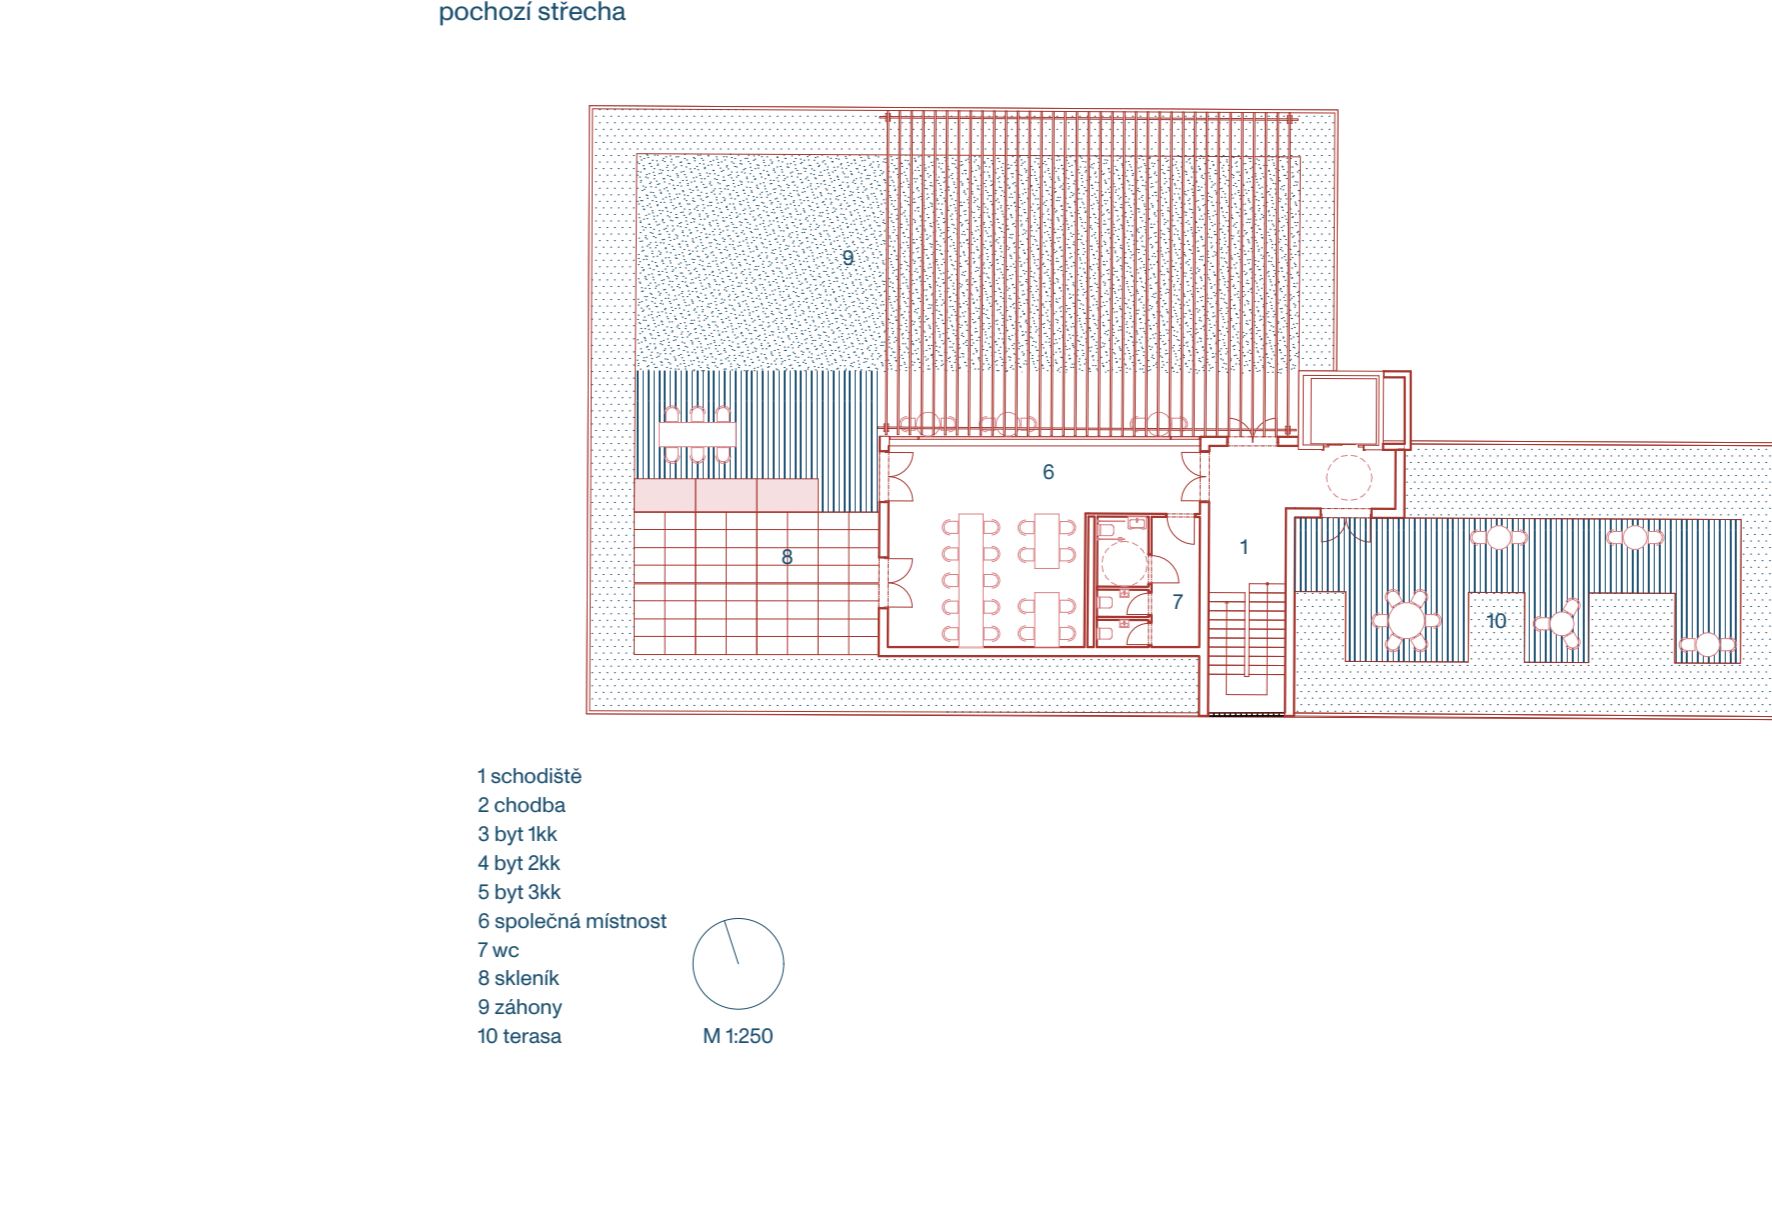 pochozí střecha
9
6
8
1
7
10
1 schodiště
2 chodba
3 byt 1kk
4 byt 2kk
5 byt 3kk
6 společná místnost
7 wc
8 skleník
9 záhony
10 terasa
M 1:250